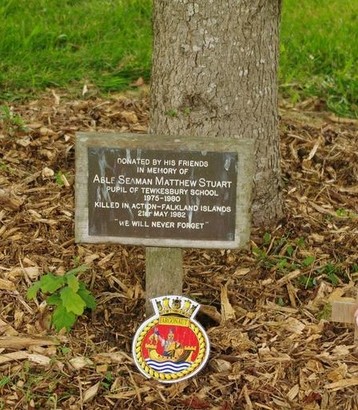 DONATED BY HIS FRIENDS
IN MEMORY OF
ABLE SEAMAN MATTHEW STUART
PUPIL OF TEWKESBURY SCHOOL
1975-1980
KILLED IN ACTION-FALKLAND ISLANDS
21ST MAY 1982
"WE WILL NEVER FORGET"
ARGONAUT